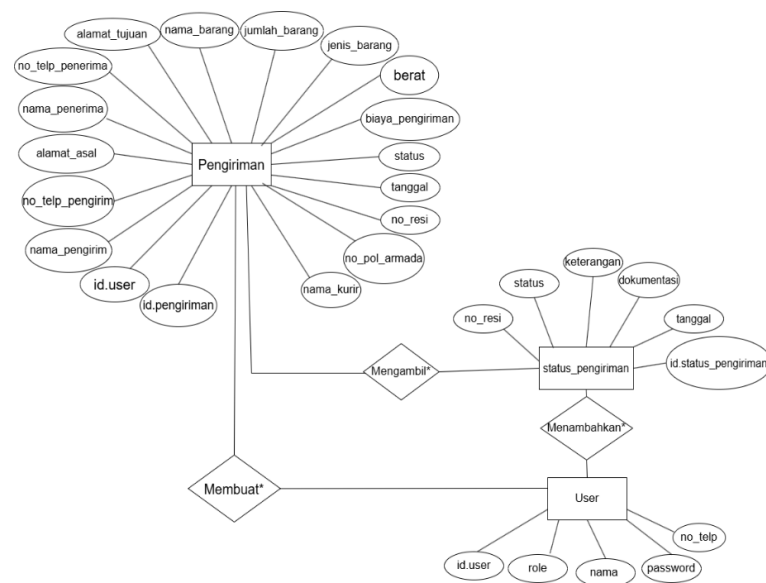 nama_barang
jumlah_barang
alamat_tujuan
jenis_barang
no_telp_penerima
berat
nama_penerima
biaya_pengiriman
alamat_asal
Pengiriman
status
tanggal
no_telp_pengirim
no_resi
nama_pengirim
no_pol_armada
id.user
id.pengiriman
nama_kurir
keterangan
status
dokumentasi
no_resi
tanggal
Mengambil*
status_pengiriman
id.status_pengiriman
Menambahkan*
Membuat*
User
no_telp
id.user
role
nama
password